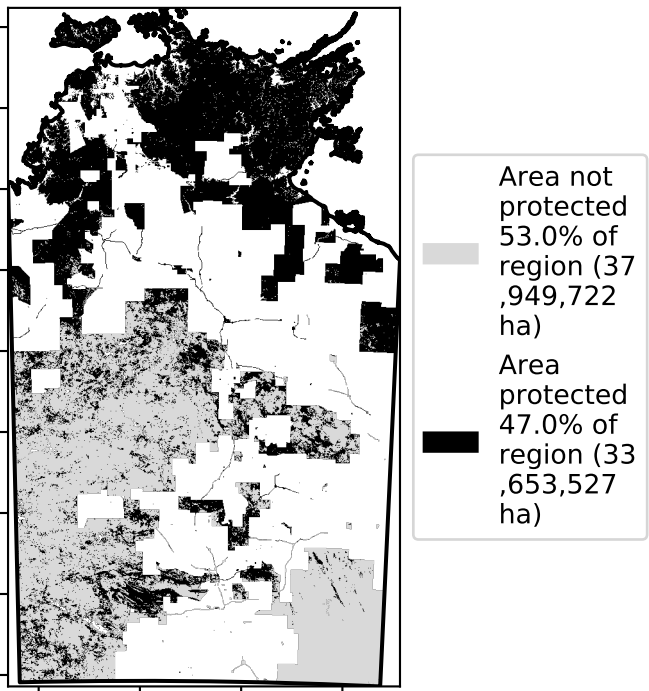 Area not
protected
53.0% of
region (37
,949,722
ha)
Area
protected
47.0% of
region (33
,653,527
ha)